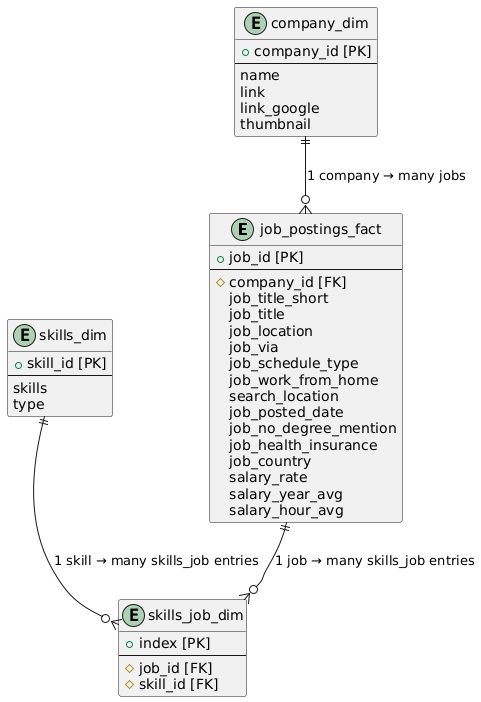 E company_dim
company_id [PK]
name
link
link_google
thumbnail
1 company → many jobs
E job_postings_fact
job_id [PK]
company_id [FK]
job_title_short
job_title
job_location
job_via
job_schedule_type
job_work_from_home
search_location
job_posted_date
job_no_degree_mention
job_health_insurance
job_country
salary_rate
salary_year_avg
salary_hour_avg
E skills_dim
skill_id [PK]
skills
type
1 skill → many skills_job entries
1 job → many skills_job entries
E skills_job_dim
index [PK]
job_id [FK]
skill_id [FK]